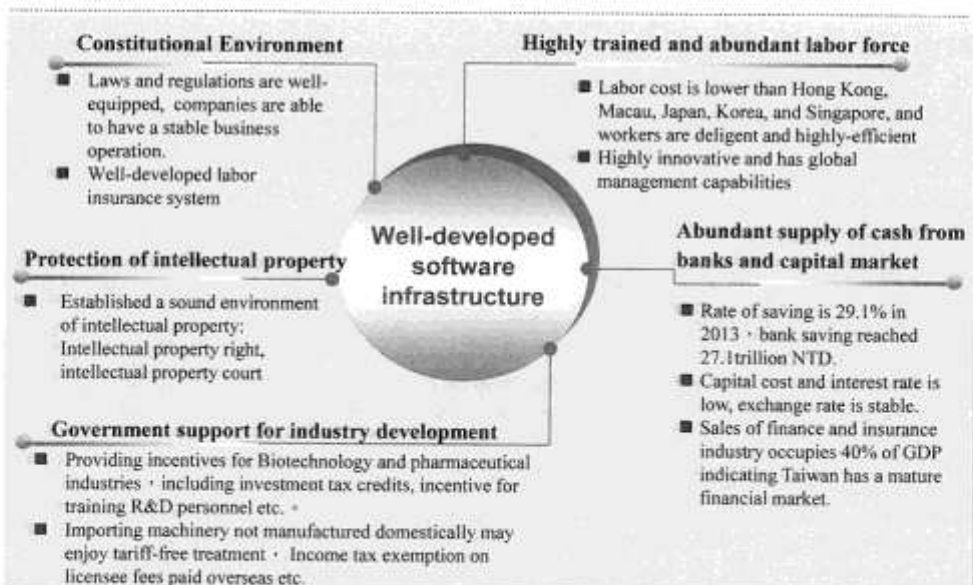 Constitutional Environment
■ Laws and regulations are well-
equipped, companies are able
to have a stable business
operation.
■ Well-developed labor
insurance system
Highly trained and abundant labor force
■ Labor cost is lower than Hong Kong,
Macau, Japan, Korea, and Singapore, and
workers are deligent and highly-efficient
■ Highly innovative and has global
management capabilities
Well-developed
software
infrastructure
Protection of intellectual property
■ Established a sound environment
of intellectual property:
Intellectual property right,
intellectual property court
Abundant supply of cash from
banks and capital market
■ Rate of saving is 29.1% in
2013，bank saving reached
27.1trillion NTD.
■ Capital cost and interest rate is
low, exchange rate is stable.
■ Sales of finance and insurance
industry occupies 40% of GDP
indicating Taiwan has a mature
financial market.
Government support for industry development
■ Providing incentives for Biotechnology and pharmaceutical
industries，including investment tax credits, incentive for
training R&D personnel etc. 。
■ Importing machinery not manufactured domestically may
enjoy tariff-free treatment，Income tax exemption on
licensee fees paid overseas etc.